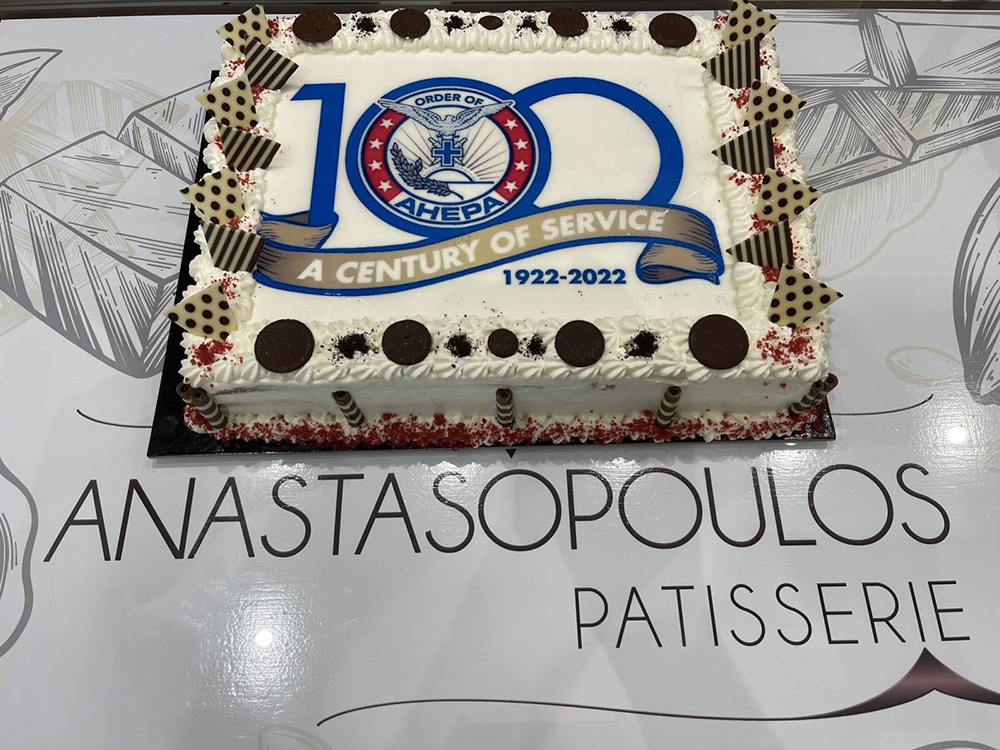 100
ORDER OF
AHEPA
A CENTURY OF SERVICE
1922-2022
ANASTASOPOULOS
PATISSERIE